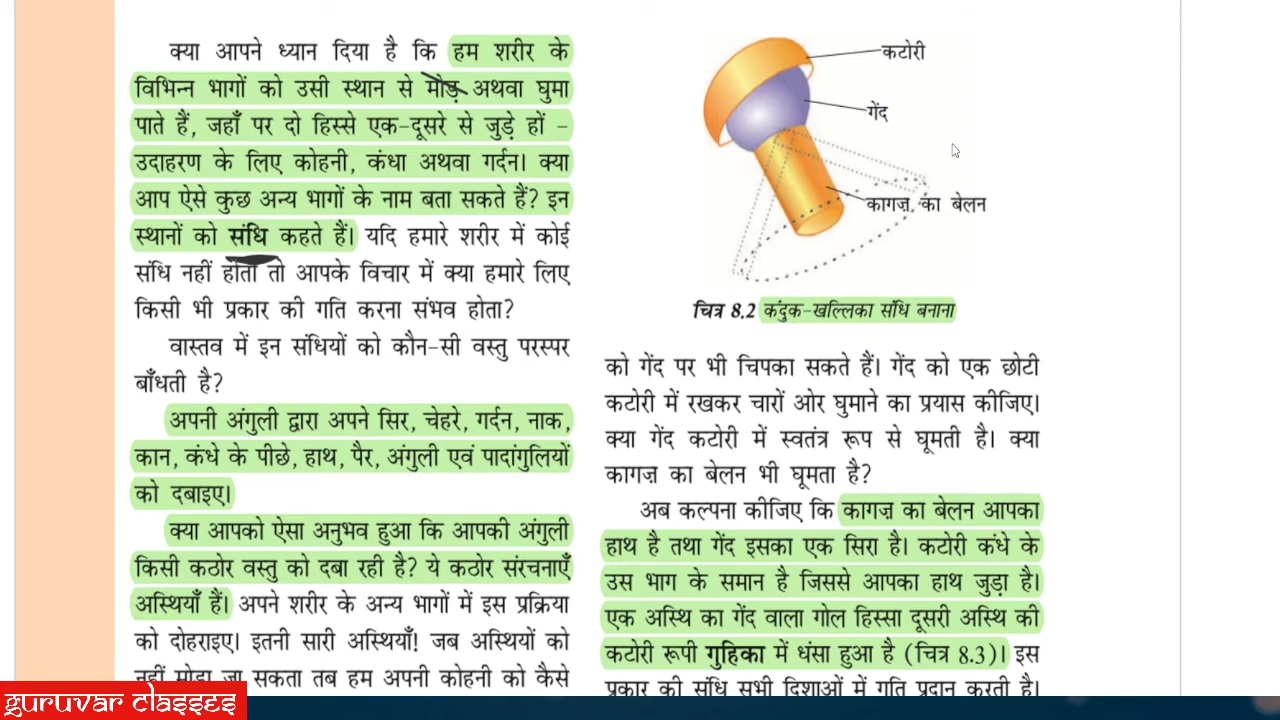 क्या आपने ध्यान दिया है कि हम शरीर के
विभिन्न भागों को उसी स्थान से मोड़ अथवा घुमा
पाते हैं, जहाँ पर दो हिस्से एक-दूसरे से जुड़े हों –
उदाहरण के लिए कोहनी, कंधा अथवा गर्दन। क्या
आप ऐसे कुछ अन्य भागों के नाम बता सकते हैं? इन
स्थानों को संधि कहते हैं। यदि हमारे शरीर में कोई
संधि नहीं होती तो आपके विचार में क्या हमारे लिए
किसी भी प्रकार की गति करना संभव होता?
वास्तव में इन संधियों को कौन-सी वस्तु परस्पर
बाँधती है?
अपनी अंगुली द्वारा अपने सिर, चेहरे, गर्दन, नाक,
कान, कंधे के पीछे, हाथ, पैर, अंगुली एवं पादांगुलियों
को दबाइए।
क्या आपको ऐसा अनुभव हुआ कि आपकी अंगुली
किसी कठोर वस्तु को दबा रही है? ये कठोर संरचनाएँ
अस्थियाँ हैं। अपने शरीर के अन्य भागों में इस प्रक्रिया
को दोहराइए। इतनी सारी अस्थियाँ! जब अस्थियों को
नहीं मोड़ा जा सकता तब हम अपनी कोहनी को कैसे
कटोरी
गेंद
कागज़ का बेलन
चित्र 8.2 कंदुक-खल्लिका संधि बनाना
को गेंद पर भी चिपका सकते हैं। गेंद को एक छोटी
कटोरी में रखकर चारों ओर घुमाने का प्रयास कीजिए।
क्या गेंद कटोरी में स्वतंत्र रूप से घूमती है। क्या
कागज़ का बेलन भी घूमता है?
अब कल्पना कीजिए कि कागज़ का बेलन आपका
हाथ है तथा गेंद इसका एक सिरा है। कटोरी कंधे के
उस भाग के समान है जिससे आपका हाथ जुड़ा है।
एक अस्थि का गेंद वाला गोल हिस्सा दूसरी अस्थि की
कटोरी रूपी गुहिका में धंसा हुआ है (चित्र 8.3)। इस
प्रकार की संधि सभी दिशाओं में गति प्रदान करती है।
GURUVAR CLASSES